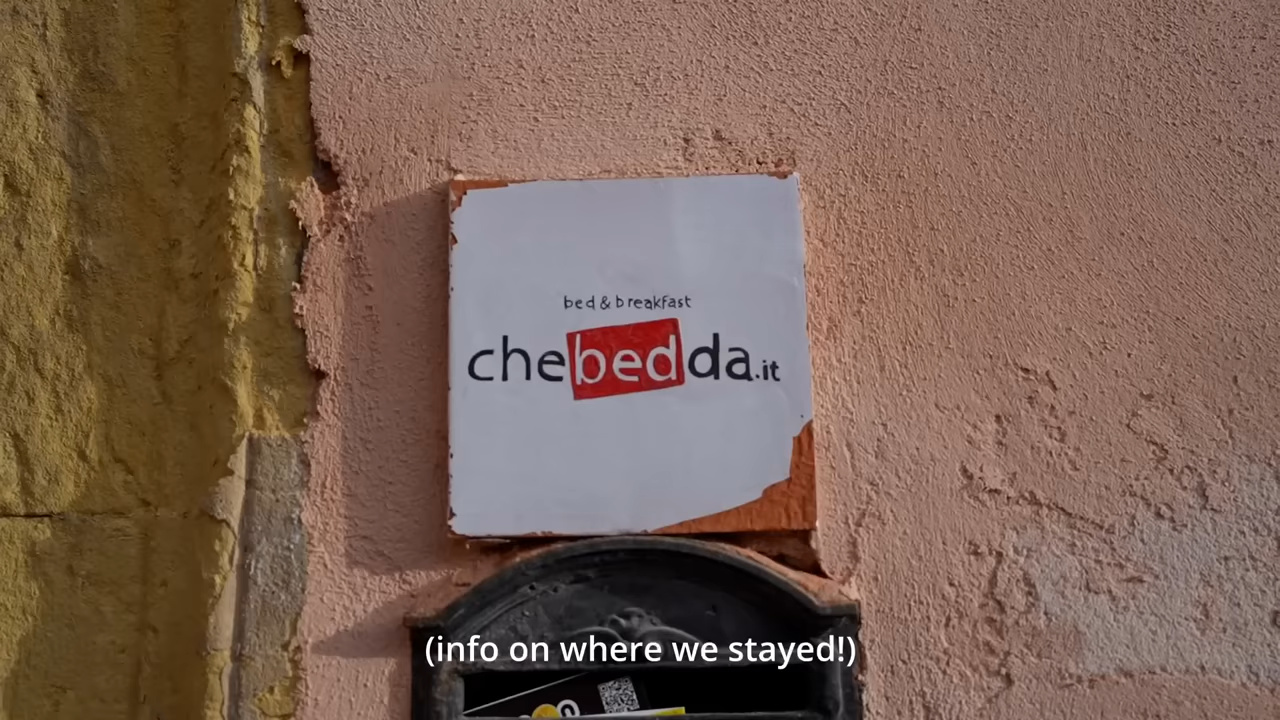 bed & breakfast
chebedda.it
(info on where we stayed!)